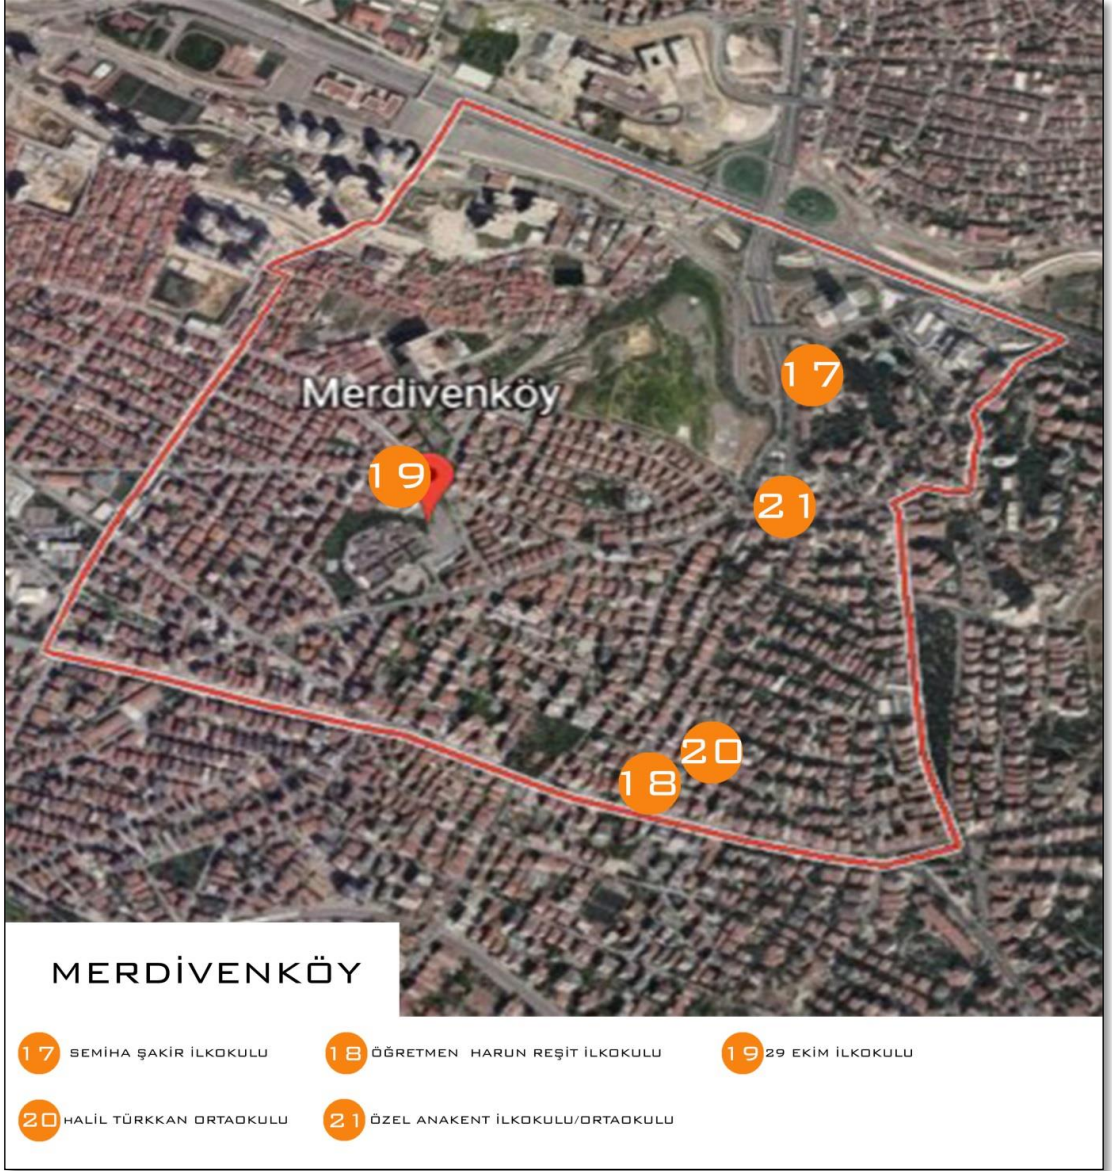 17
Merdivenköy
19
21
20
18
MERDİVENKÖY
17 SEMİHA ŞAKİR İLKOKULU
18 ÖĞRETMEN HARUN REŞİT İLKOKULU
19 29 EKİM İLKOKULU
20 HALİL TÜRKKAN ORTAOKULU
21 ÖZEL ANAKENT İLKOKULU/ORTAOKULU